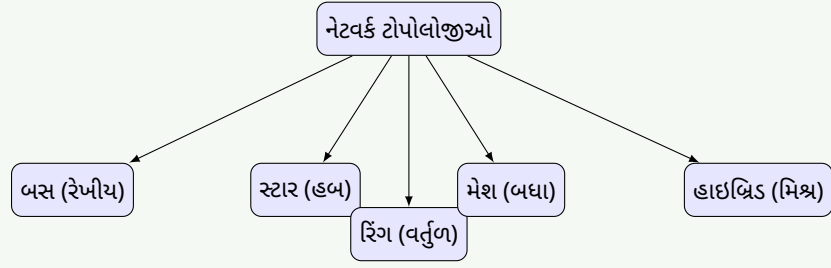 નેટવર્ક ટોપોલોજીઓ
બસ (રેખીય)
સ્ટાર (હબ)
રિંગ (વર્તુળ)
મેશ (બધા)
હાઇબ્રિડ (મિશ્ર)